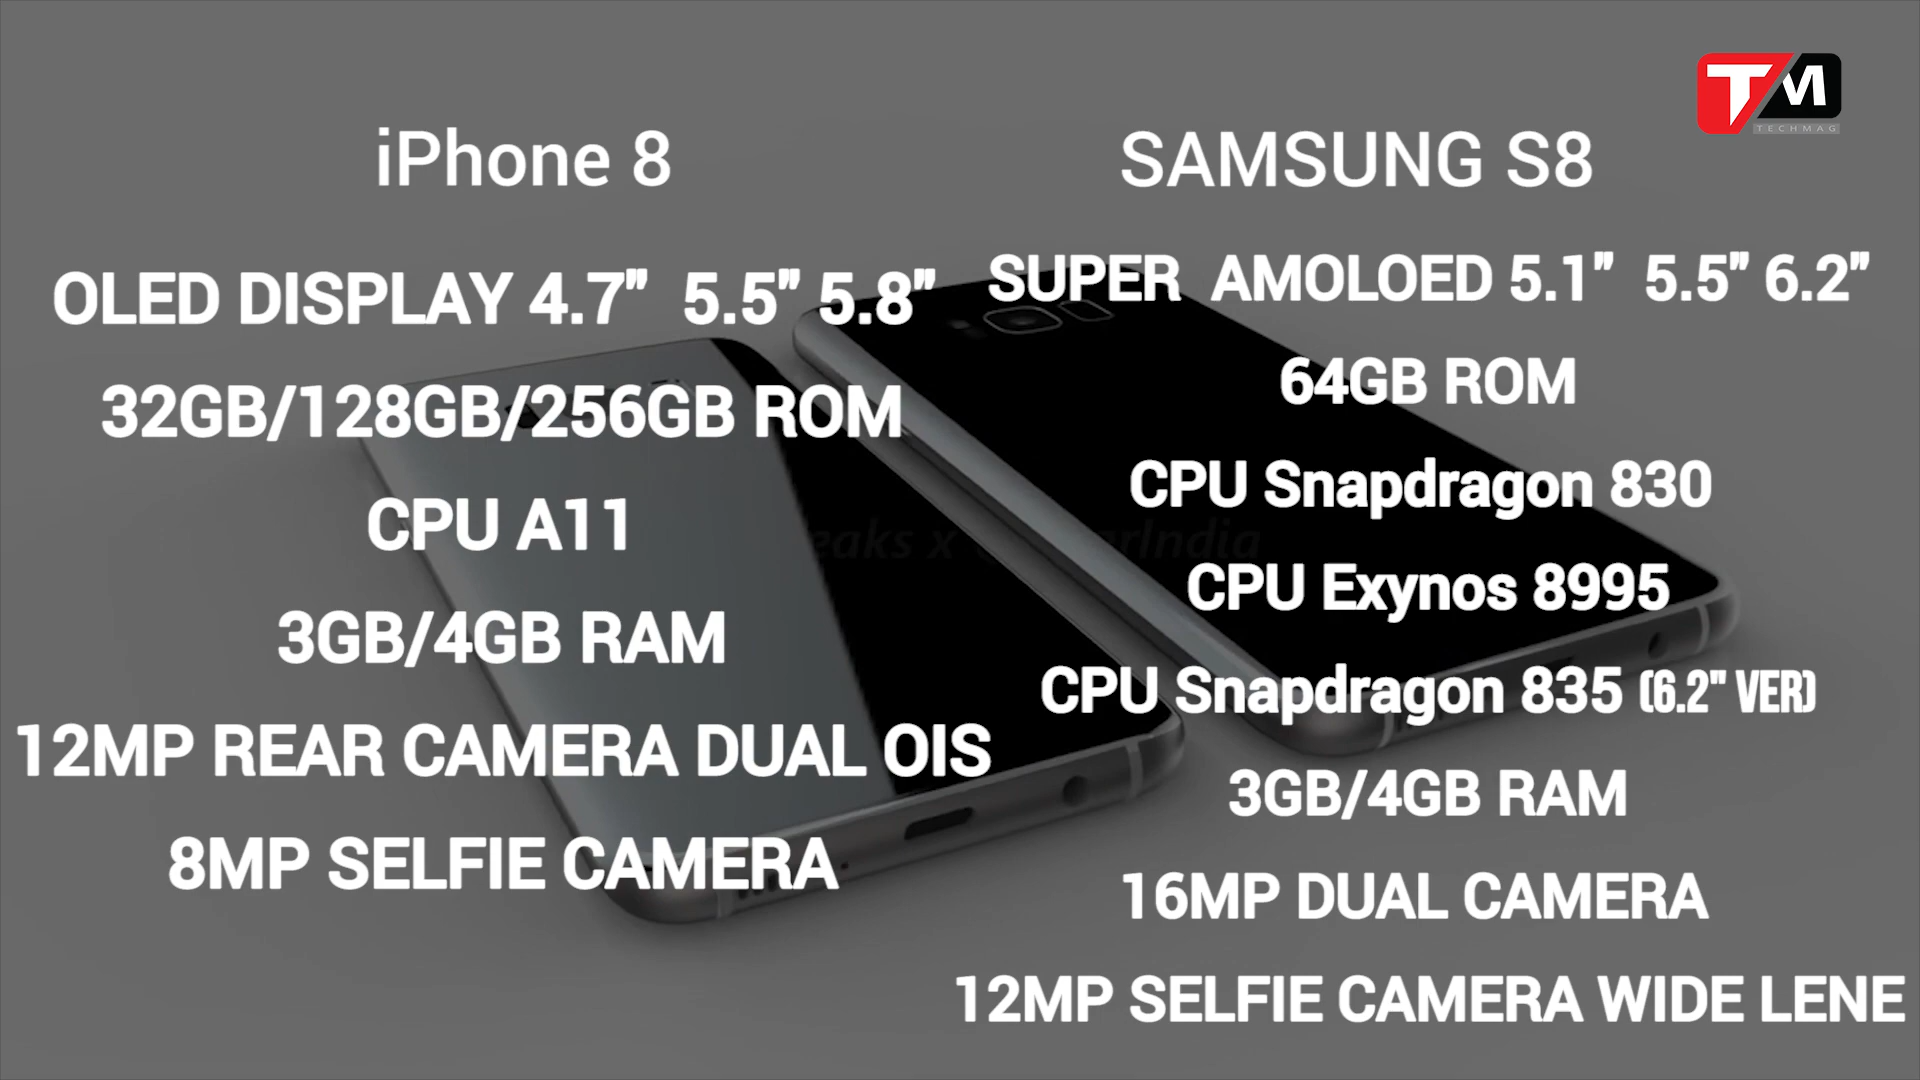 TM
TECHMAG
iPhone 8
OLED DISPLAY 4.7" 5.5" 5.8"
32GB/128GB/256GB ROM
CPU A11
3GB/4GB RAM
12MP REAR CAMERA DUAL OIS
8MP SELFIE CAMERA
SAMSUNG S8
SUPER AMOLOED 5.1" 5.5" 6.2"
64GB ROM
CPU Snapdragon 830
CPU Exynos 8995
CPU Snapdragon 835 (6.2" VER)
3GB/4GB RAM
16MP DUAL CAMERA
12MP SELFIE CAMERA WIDE LENE